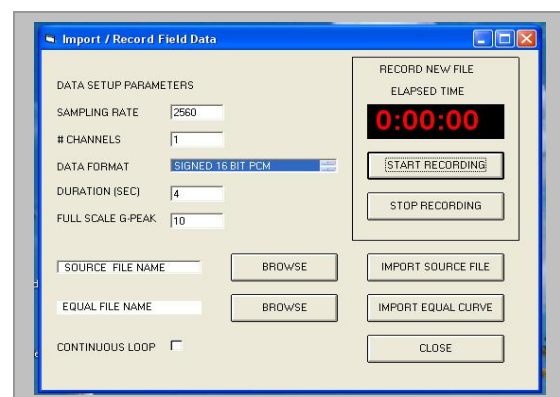 Import / Record Field Data
DATA SETUP PARAMETERS
SAMPLING RATE 2560
# CHANNELS 1
DATA FORMAT SIGNED 16 BIT PCM
DURATION (SEC) 4
FULL SCALE G-PEAK 10
RECORD NEW FILE
ELAPSED TIME
0:00:00
START RECORDING
STOP RECORDING
SOURCE FILE NAME BROWSE IMPORT SOURCE FILE
EQUAL FILE NAME BROWSE IMPORT EQUAL CURVE
CONTINUOUS LOOP CLOSE